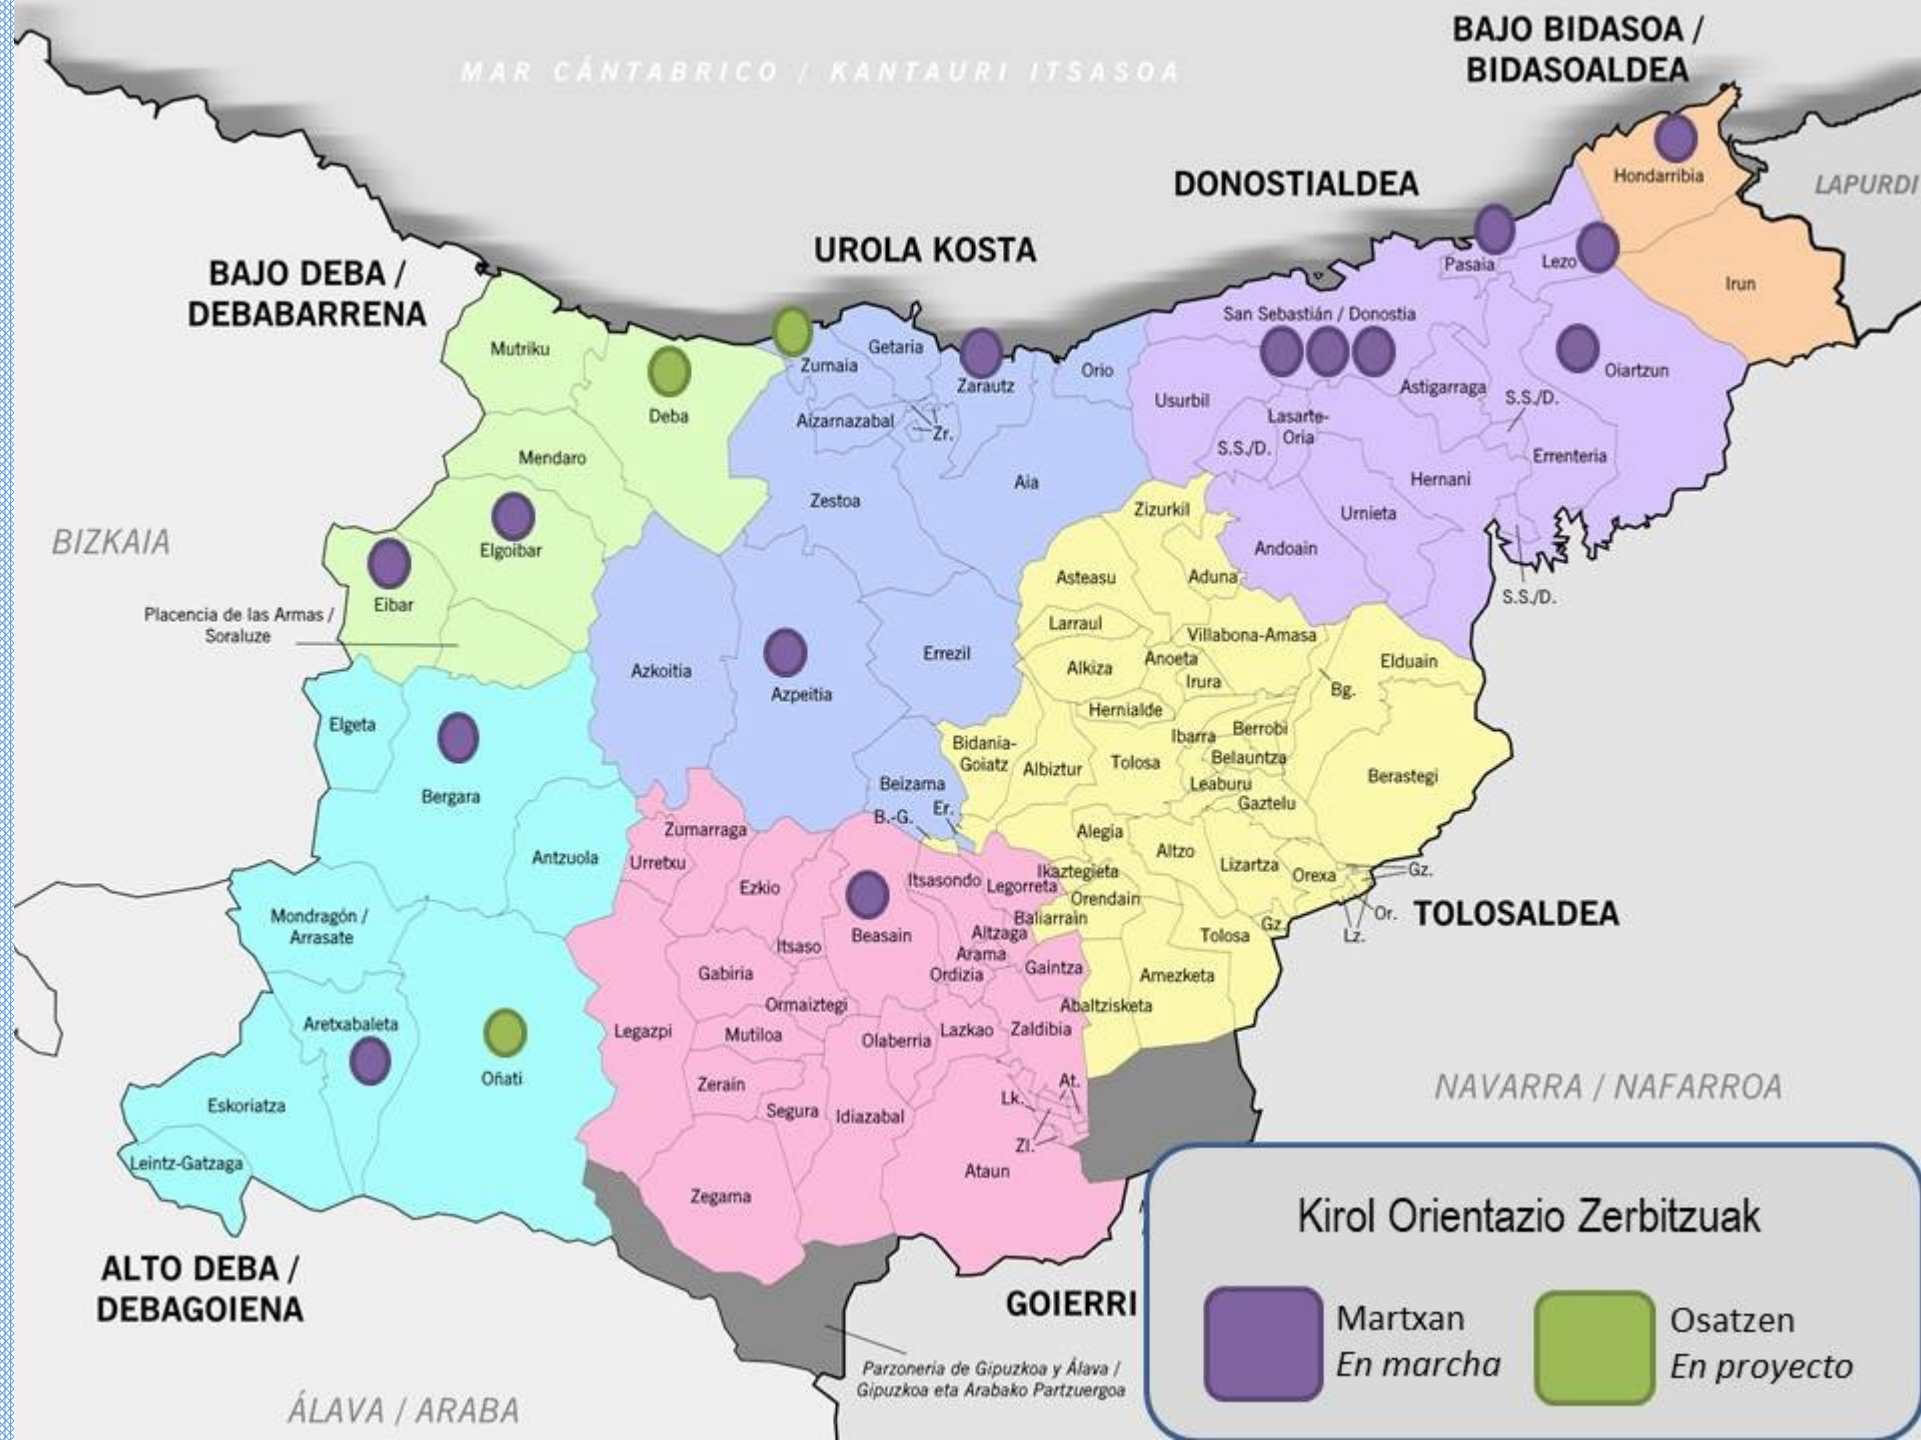 BAJO BIDASOA /
BIDASOALDEA
MAR CÁNTABRICO / KANTAURI ITSASOA
DONOSTIALDEA
Hondarribia
LAPURDI
UROLA KOSTA
BAJO DEBA /
DEBABARRENA
Pasaia
Lezo
Irun
San Sebastián / Donostia
Mutriku
Getaria
Zumaia
Zarautz
Orio
Oiartzun
Astigarraga
S.S./D.
Usurbil
Deba
Aizarnazabal
Zr.
Lasarte-
Oria
S.S./D.
Errenteria
Mendaro
Zestoa
Aia
Hernani
Zizurkil
Urnieta
BIZKAIA
Elgoibar
Andoain
Asteasu
Aduna
S.S./D.
Eibar
Placencia de las Armas /
Soraluze
Larraul
Villabona-Amasa
Azkoitia
Errezil
Alkiza
Anoeta
Elduain
Irura
Bg.
Azpeitia
Hernialde
Elgeta
Ibarra
Berrobi
Bidania-
Goiatz
Albiztur
Tolosa
Belauntza
Berastegi
Beizama
Leaburu
Gaztelu
Bergara
B.-G.
Er.
Zumarraga
Alegia
Altzo
Antzuola
Urretxu
Lizartza
Orexa
Gz.
Ezkio
Itsasondo
Legorreta
Ikaztegieta
Orendain
Baliarrain
Or.
TOLOSALDEA
Mondragón /
Arrasate
Beasain
Altzaga
Tolosa
Gz.
Lz.
Itsaso
Arama
Gabiria
Ordizia
Gaintza
Amezketa
Ormaiztegi
Abaltzisketa
Aretxabaleta
Legazpi
Mutiloa
Olaberria
Lazkao
Zaldibia
Oñati
Zerain
At.
NAVARRA / NAFARROA
Eskoriatza
Segura
Idiazabal
Lk.
Zl.
Leintz-Gatzaga
Ataun
Zegama
Kirol Orientazio Zerbitzuak
ALTO DEBA /
DEBAGOIENA
GOIERRI
Martxan
En marcha
Osatzen
En proyecto
Parzoneria de Gipuzkoa y Álava /
Gipuzkoa eta Arabako Partzuergoa
ÁLAVA / ARABA